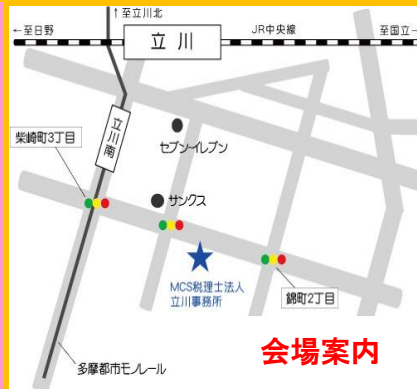 ↑至立川北
←至日野
立川
JR中央線
至国立→
柴崎町3丁目
立川南
セブン-イレブン
サンクス
MCS税理士法人
立川事務所
錦町2丁目
会場案内
多摩都市モノレール